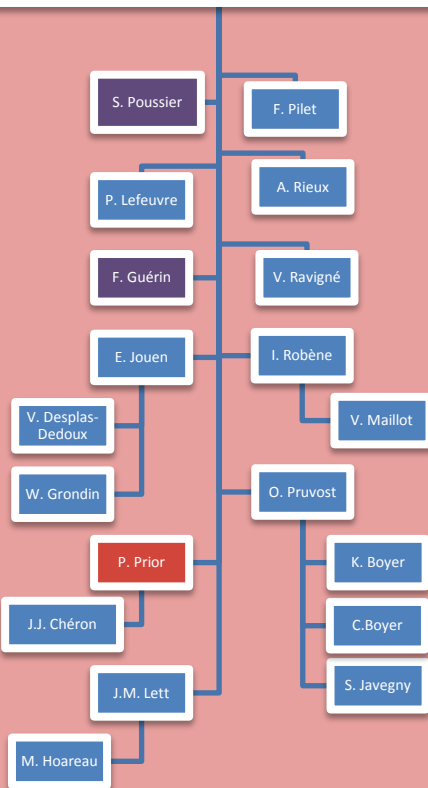 S. Poussier
F. Pilet
P. Lefeuvre
A. Rieux
F. Guérin
V. Ravigné
E. Jouen
I. Robène
V. Desplas-
Dedoux
V. Maillot
W. Grondin
O. Pruvost
P. Prior
K. Boyer
J.J. Chéron
C.Boyer
J.M. Lett
S. Javegny
M. Hoareau